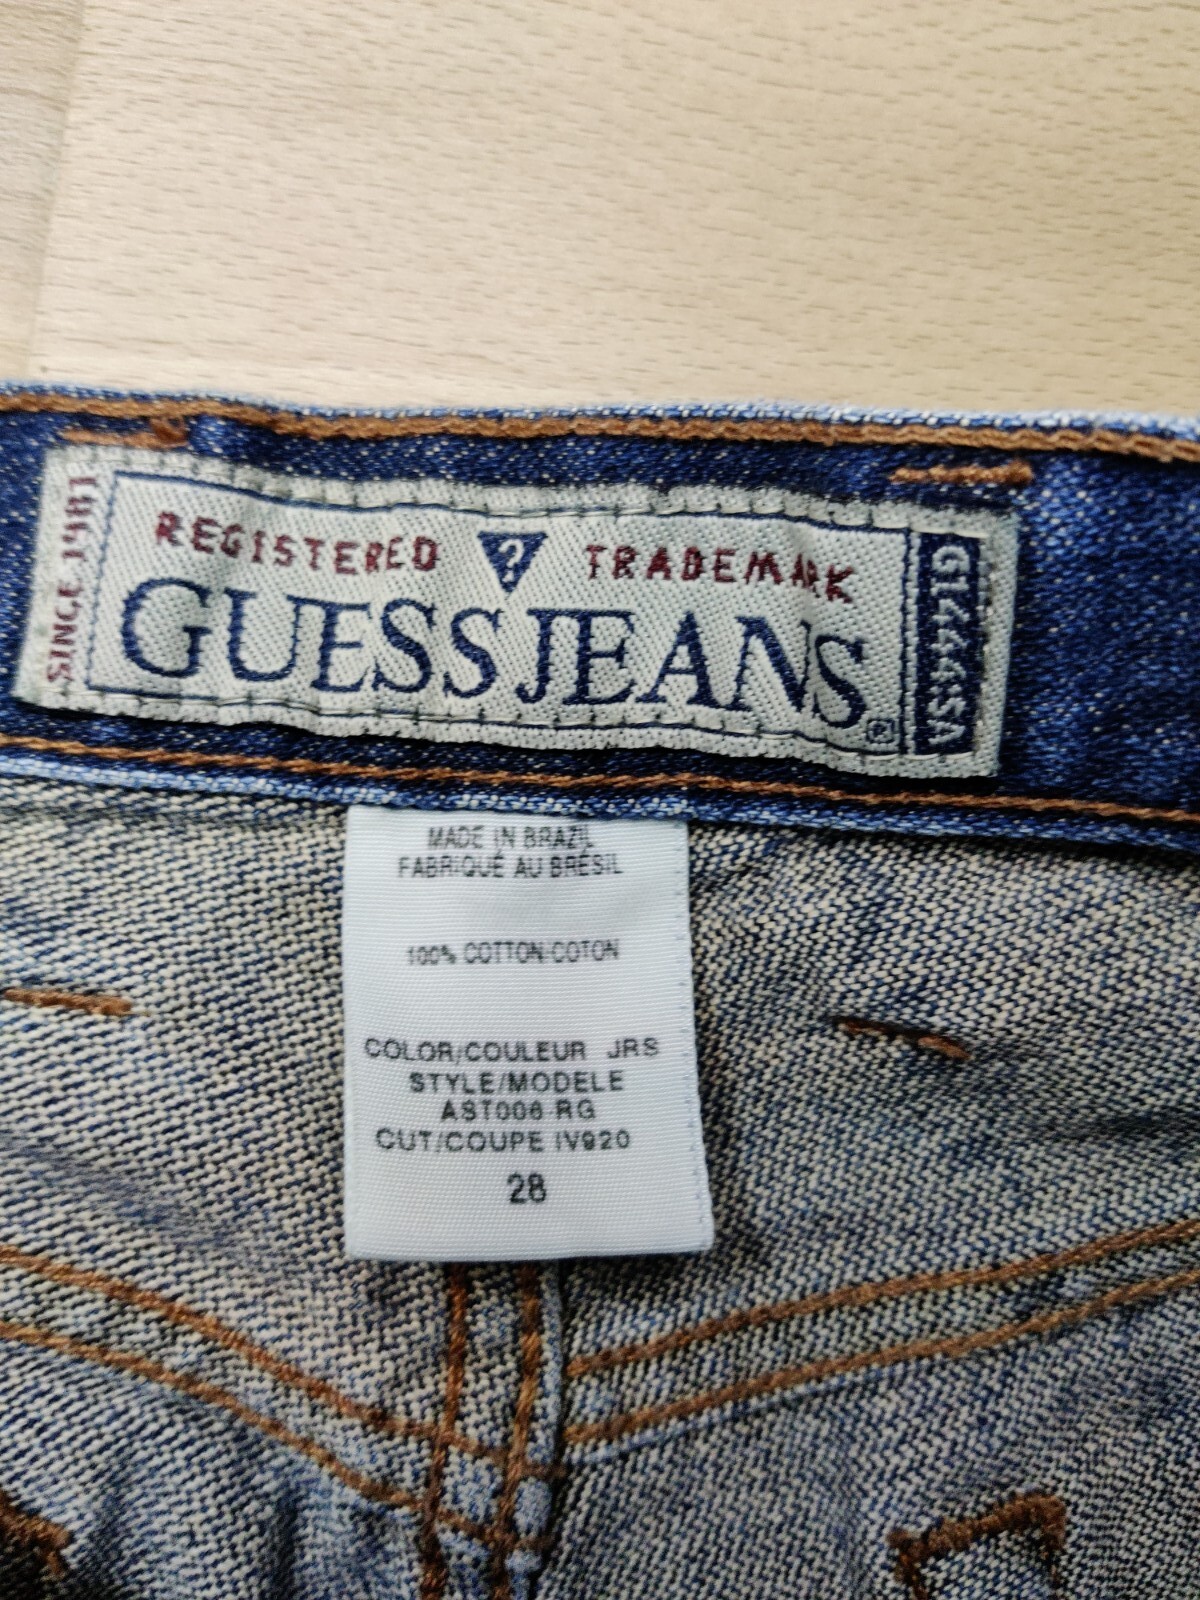 SINCE 1981
REGISTERED ? TRADEMARK
GUESS JEANS ®
GL444SA
MADE IN BRAZIL
FABRIQUÉ AU BRÉSIL
100% COTTON-COTON
COLOR/COULEUR JRS
STYLE/MODELE
AST006 RG
CUT/COUPE IV920
28